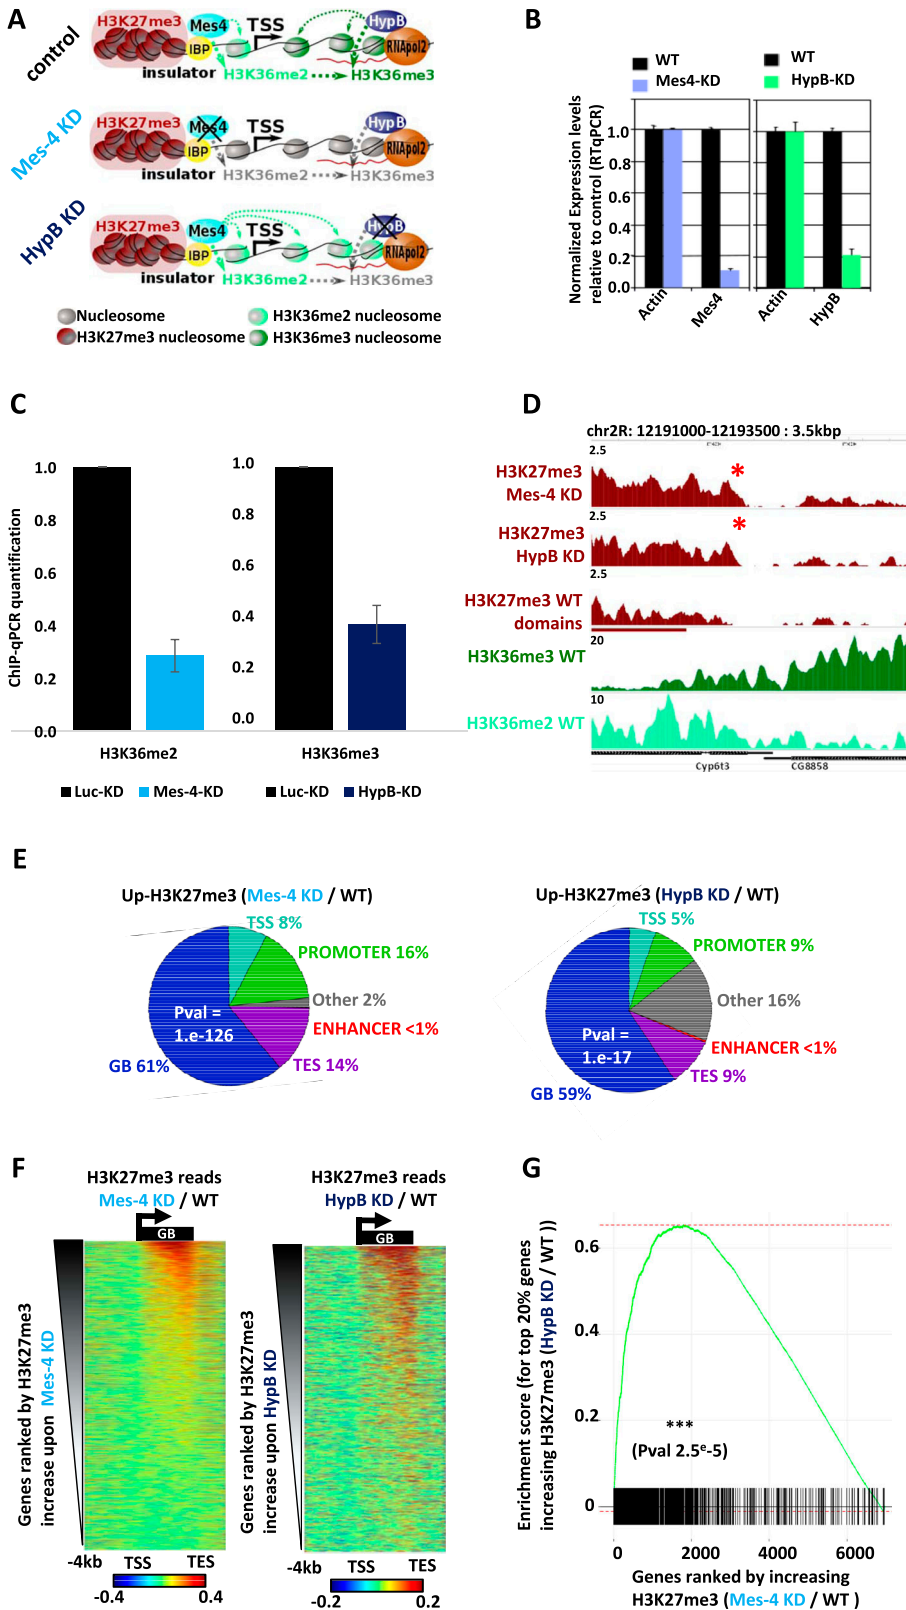 A
control
H3K27me3
Mes4
IBP
TSS
HypB
RNApol2
insulator
H3K36me2
H3K36me3
Mes-4 KD
H3K27me3
Mes4
IBP
TSS
HypB
RNApol2
insulator
H3K36me2
H3K36me3
HypB KD
H3K27me3
Mes4
IBP
TSS
HypB
RNApol2
insulator
H3K36me2
H3K36me3
Nucleosome
H3K36me2 nucleosome
H3K27me3 nucleosome
H3K36me3 nucleosome
B
WT
Mes4-KD
WT
HypB-KD
Normalized Expression levels
relative to control (RTqPCR)
1.0
0.8
0.6
0.4
0.2
0.0
Actin
Mes4
Actin
HypB
C
ChIP-qPCR quantification
1.0
0.8
0.6
0.4
0.2
0.0
1.0
0.8
0.6
0.4
0.2
0.0
H3K36me2
H3K36me3
Luc-KD
Mes-4-KD
Luc-KD
HypB-KD
D
chr2R: 12191000-12193500 : 3.5kbp
2.5
H3K27me3
Mes-4 KD
*
2.5
H3K27me3
HypB KD
*
2.5
H3K27me3 WT
domains
20
H3K36me3 WT
10
H3K36me2 WT
Cyp6t3
CG8858
E
Up-H3K27me3 (Mes-4 KD / WT)
TSS 8%
PROMOTER 16%
Other 2%
ENHANCER <1%
TES 14%
GB 61%
Pval =
1.e-126
Up-H3K27me3 (HypB KD / WT)
TSS 5%
PROMOTER 9%
Other 16%
ENHANCER <1%
TES 9%
GB 59%
Pval =
1.e-17
F
H3K27me3 reads
Mes-4 KD / WT
GB
Genes ranked by H3K27me3
increase upon Mes-4 KD
-4kb
TSS
TES
-0.4
0.4
H3K27me3 reads
HypB KD / WT
GB
Genes ranked by H3K27me3
increase upon HypB KD
-4kb
TSS
TES
-0.2
0.2
G
Enrichment score (for top 20% genes
increasing H3K27me3 (HypB KD / WT ))
0.6
0.4
0.2
0
***
(Pval 2.5e-5)
0
2000
4000
6000
Genes ranked by increasing
H3K27me3 (Mes-4 KD / WT )